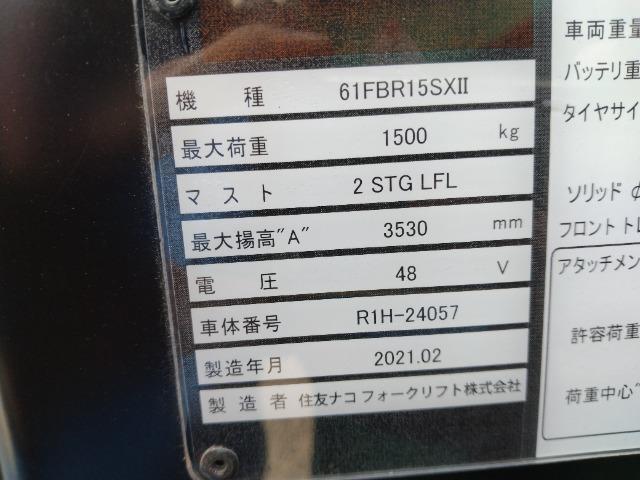 機 種 61FBR15SXII
最大荷重 1500 kg
マスト 2 STG LFL
最大揚高"A" 3530 mm
電 圧 48 V
車体番号 R1H-24057
製造年月 2021.02
製造者 住友ナコ フォークリフト株式会社
車両重量
バッテリ重
タイヤサイ
ソリッド
フロント トレ
アタッチメン
許容荷重
荷重中心